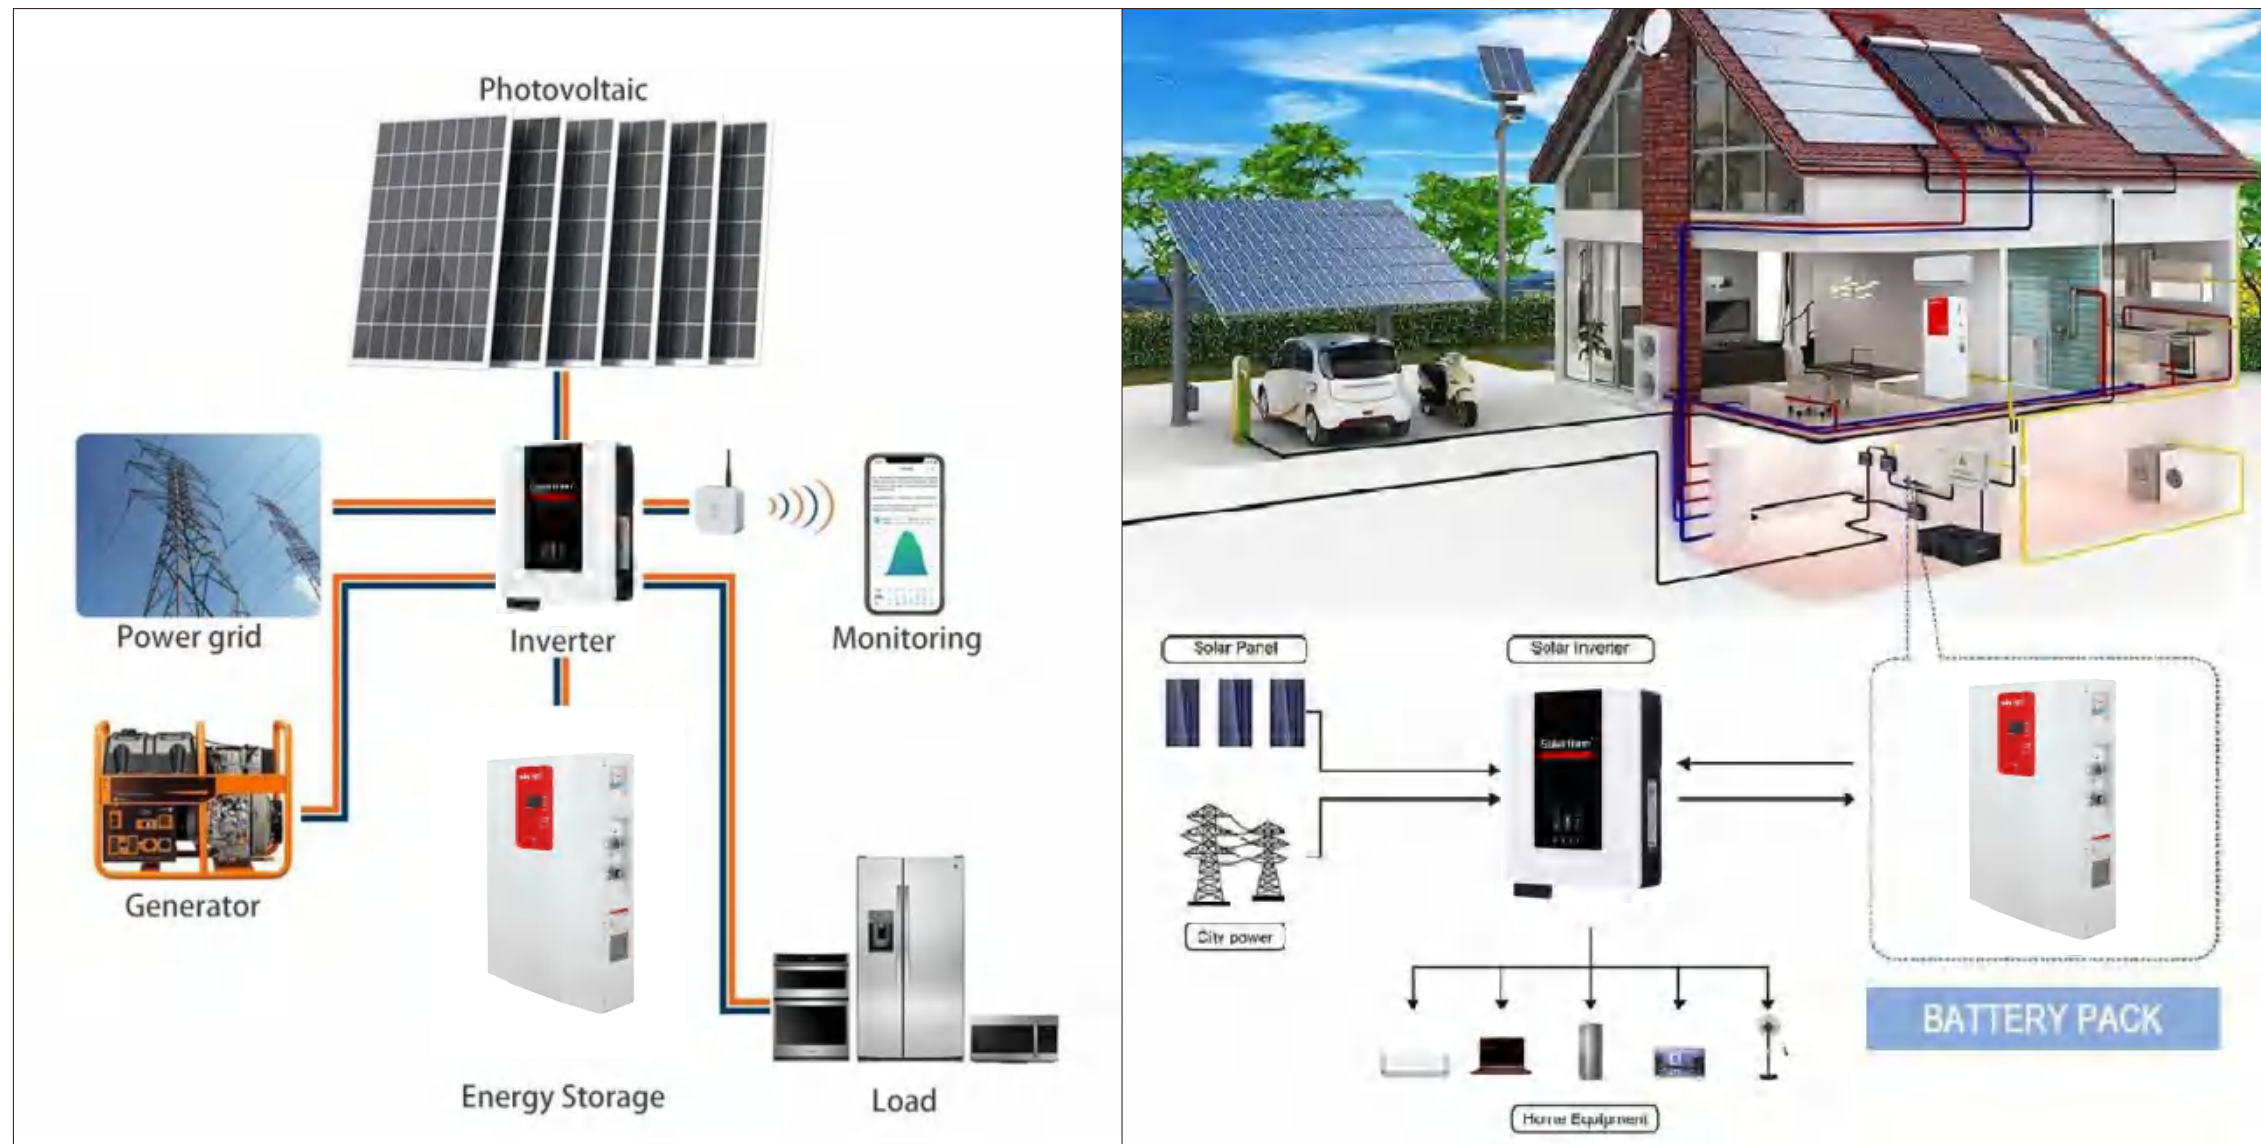 Photovoltaic
Power grid
Inverter
Monitoring
Generator
Energy Storage
Load
Solar Panel
Solar Inverter
City power
BATTERY PACK
Home Equipment